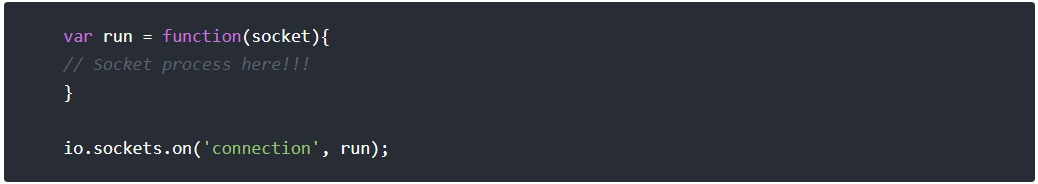 var run = function(socket){
// Socket process here!!!
}
io.sockets.on('connection', run);